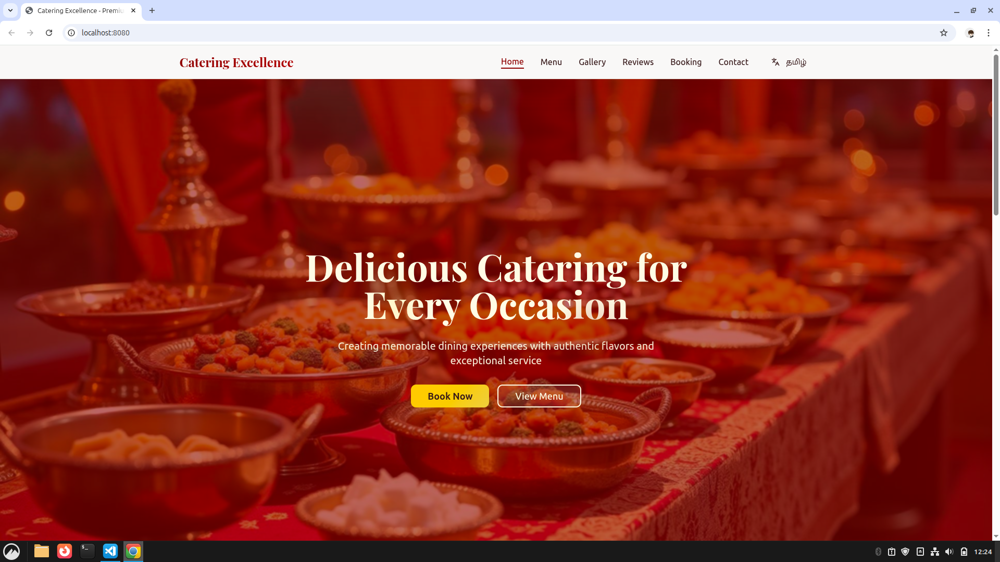 Catering Excellence - Premiu
localhost:8080
Catering Excellence
Home Menu Gallery Reviews Booking Contact தமிழ்
Delicious Catering for
Every Occasion
Creating memorable dining experiences with authentic flavors and
exceptional service
Book Now View Menu
12:24